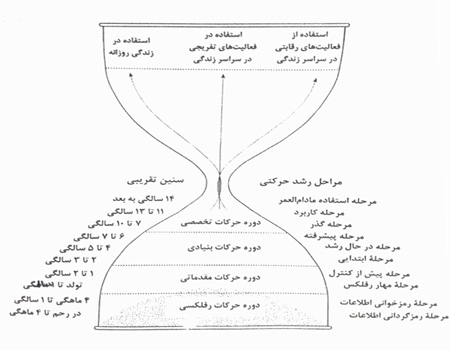 استفاده از
فعالیت‌های رقابتی
در سراسر زندگی
استفاده در
فعالیت‌های تفریحی
در سراسر زندگی
استفاده در
زندگی روزانه
مراحل رشد حرکتی
سنین تقریبی
مرحله استفاده مادام‌العمر
۱۴ سالگی به بعد
مرحله کاربرد
۱۱ تا ۱۳ سالگی
مرحله گذر
دوره حرکات تخصصی
۷ تا ۱۰ سالگی
مرحله پیشرفته
۶ تا ۷ سالگی
مرحله در حال رشد
دوره حرکات بنیادی
۴ تا ۵ سالگی
مرحلهٔ ابتدایی
۲ تا ۳ سالگی
مرحله پیش از کنترل
دوره حرکات مقدماتی
۱ تا ۲ سالگی
مرحلهٔ مهار رفلکس
تولد تا
مرحلهٔ رمزخوانی اطلاعات
دوره حرکات رفلکسی
۴ ماهگی تا ۱ سالگی
مرحلهٔ رمزگردانی اطلاعات
در رحم تا ۴ ماهگی